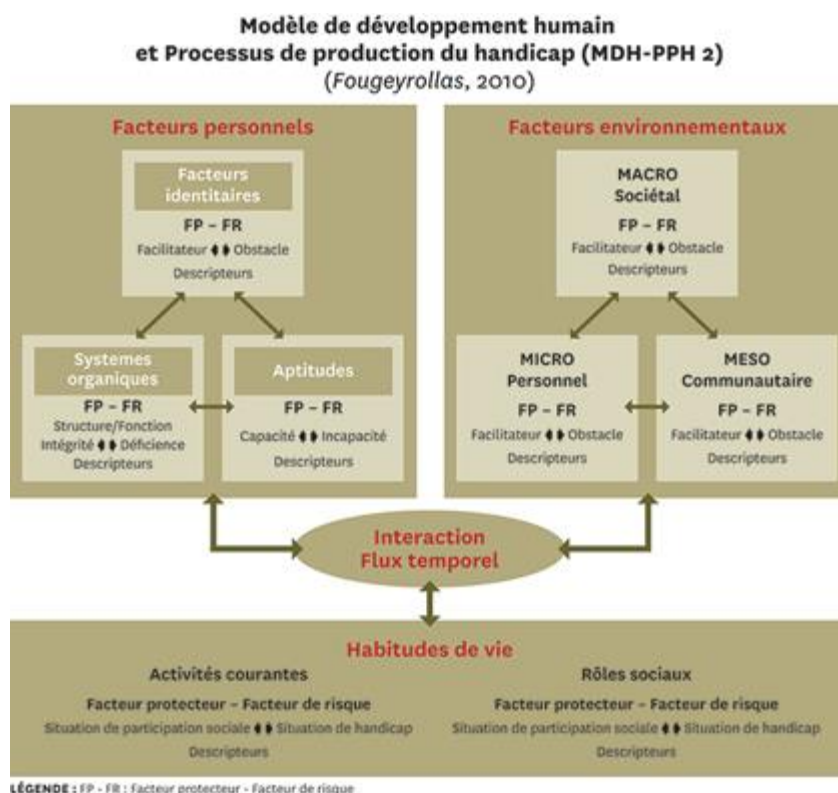 Modèle de développement humain
et Processus de production du handicap (MDH-PPH 2)
(Fougeyrollas, 2010)
Facteurs personnels
Facteurs
identitaires
FP – FR
Facilitateur Obstacle
Descripteurs
Systemes
organiques
FP – FR
Structure/Fonction
Intégrité Déficience
Descripteurs
Aptitudes
FP – FR
Capacité Incapacité
Descripteurs
Facteurs environnementaux
MACRO
Sociétal
FP – FR
Facilitateur Obstacle
Descripteurs
MICRO
Personnel
FP – FR
Facilitateur Obstacle
Descripteurs
MESO
Communautaire
FP – FR
Facilitateur Obstacle
Descripteurs
Interaction
Flux temporel
Habitudes de vie
Activités courantes
Facteur protecteur – Facteur de risque
Situation de participation sociale Situation de handicap
Descripteurs
Rôles sociaux
Facteur protecteur – Facteur de risque
Situation de participation sociale Situation de handicap
Descripteurs
LÉGENDE : FP - FR : Facteur protecteur - Facteur de risque